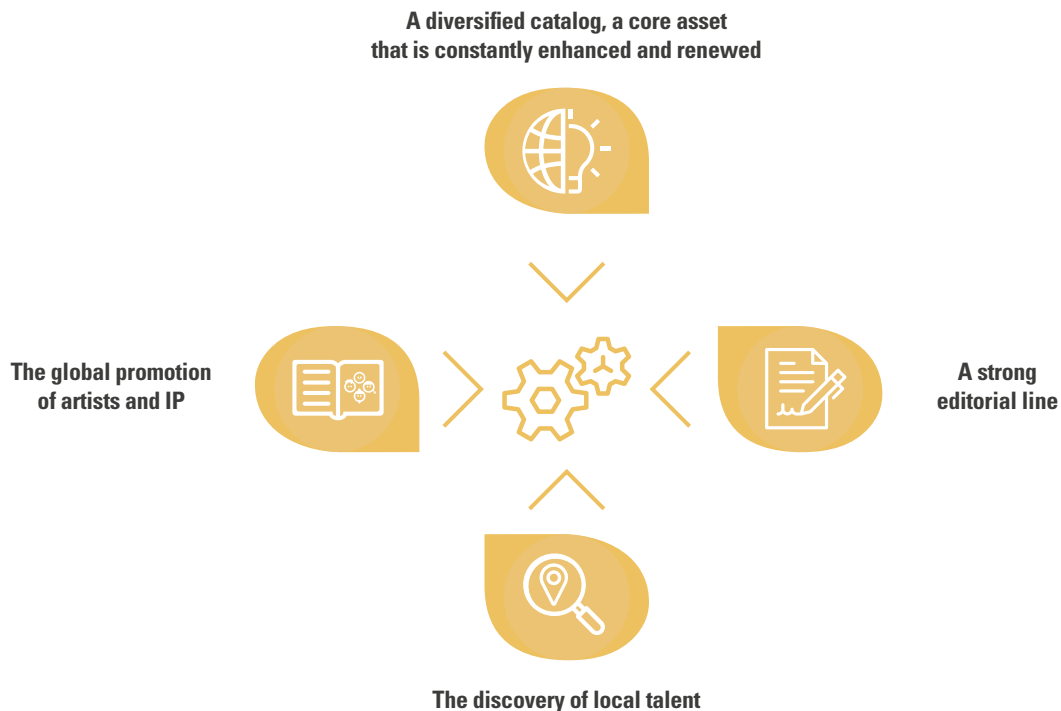 A diversified catalog, a core asset
that is constantly enhanced and renewed
The global promotion
of artists and IP
A strong
editorial line
The discovery of local talent